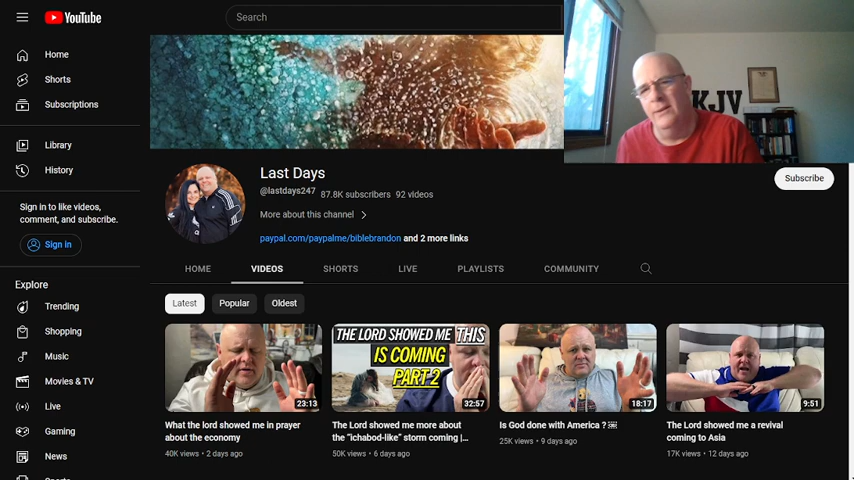 YouTube
Search
Home
Shorts
Subscriptions
Library
History
Sign in to like videos,
comment, and subscribe.
Sign in
Explore
Trending
Shopping
Music
Movies & TV
Live
Gaming
News
KJV
Last Days
@lastdays247 87.8K subscribers 92 videos
More about this channel
paypal.com/paypalme/biblebrandon and 2 more links
Subscribe
HOME VIDEOS SHORTS LIVE PLAYLISTS COMMUNITY
Latest Popular Oldest
23:13
THE LORD SHOWED ME THIS
IS COMING
PART 2
32:57
18:17
9:51
What the lord showed me in prayer
about the economy
40K views • 2 days ago
The Lord showed me more about
the “ichabod-like” storm coming |...
50K views • 6 days ago
Is God done with America ?
25K views • 9 days ago
The Lord showed me a revival
coming to Asia
17K views • 12 days ago